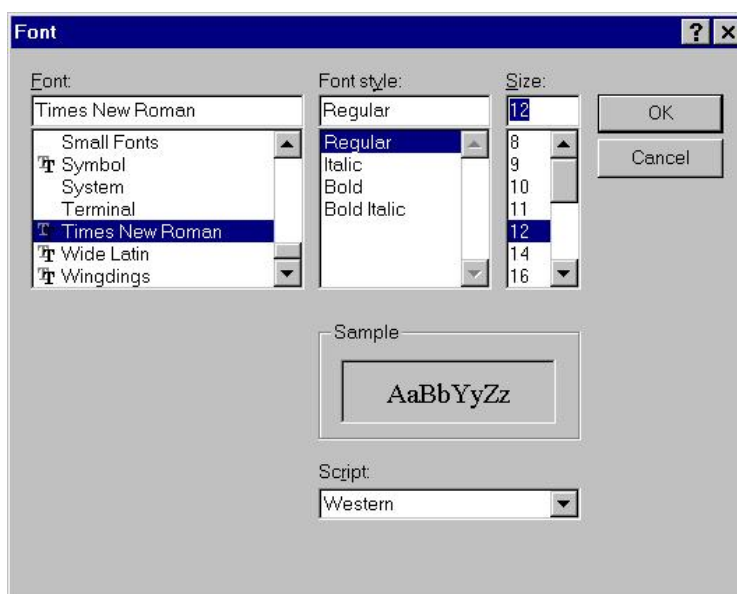 Font
Font:
Times New Roman
Small Fonts
Symbol
System
Terminal
Times New Roman
Wide Latin
Wingdings
Font style:
Regular
Regular
Italic
Bold
Bold Italic
Size:
12
8
9
10
11
12
14
16
OK
Cancel
Sample
AaBbYyZz
Script:
Western